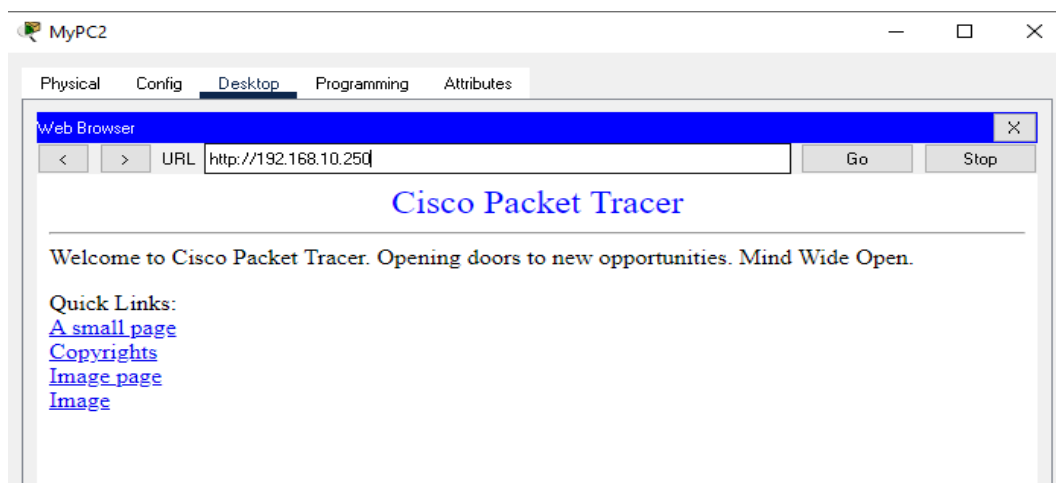 MyPC2
Physical Config Desktop Programming Attributes
Web Browser X
< > URL http://192.168.10.250 Go Stop
Cisco Packet Tracer
Welcome to Cisco Packet Tracer. Opening doors to new opportunities. Mind Wide Open.
Quick Links:
A small page
Copyrights
Image page
Image